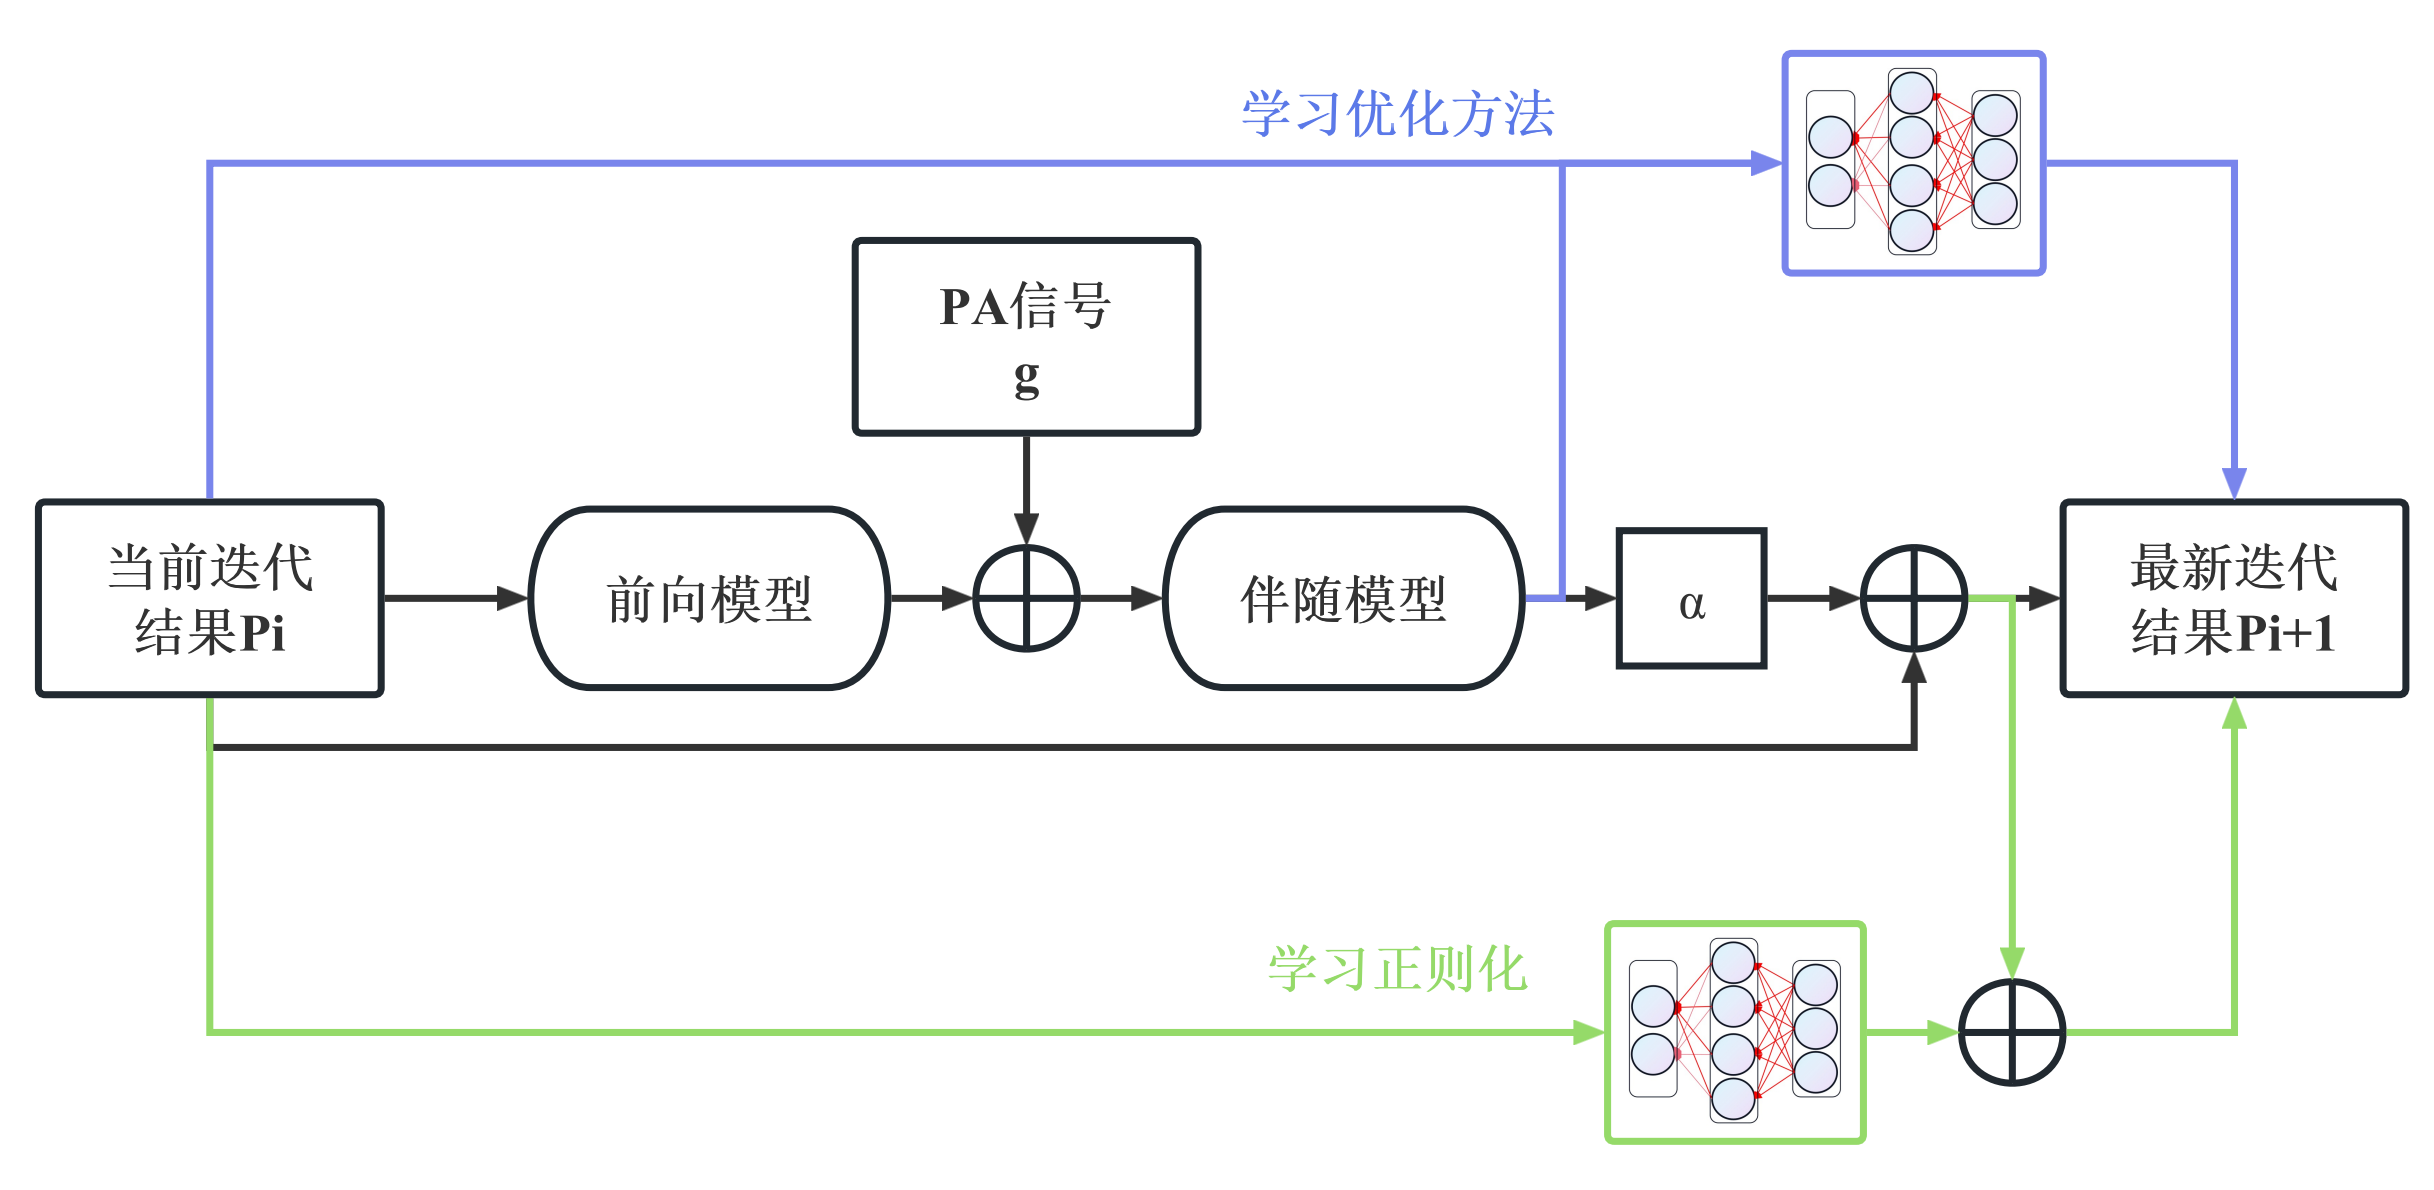 学习优化方法
PA信号
g
当前迭代
结果Pi
前向模型
伴随模型
α
最新迭代
结果Pi+1
学习正则化